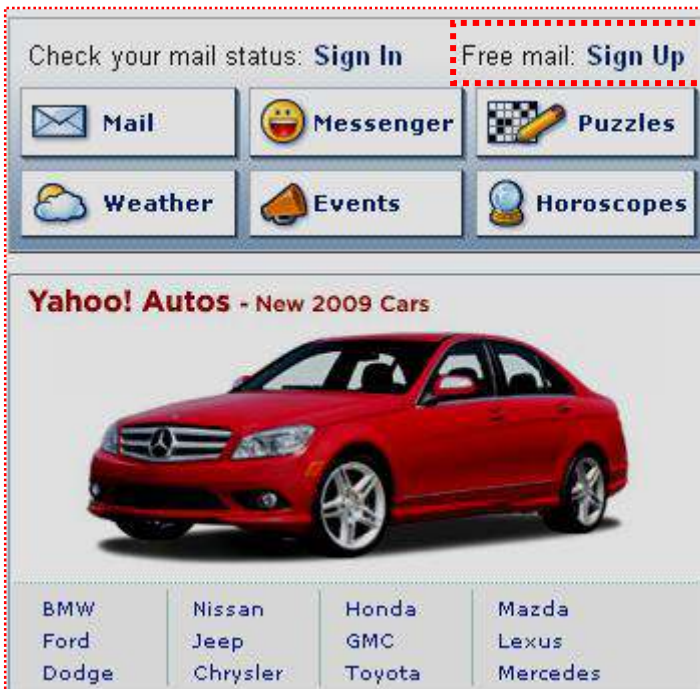 Check your mail status: Sign In Free mail: Sign Up
Mail Messenger Puzzles
Weather Events Horoscopes
Yahoo! Autos - New 2009 Cars
BMW Nissan Honda Mazda
Ford Jeep GMC Lexus
Dodge Chrysler Toyota Mercedes